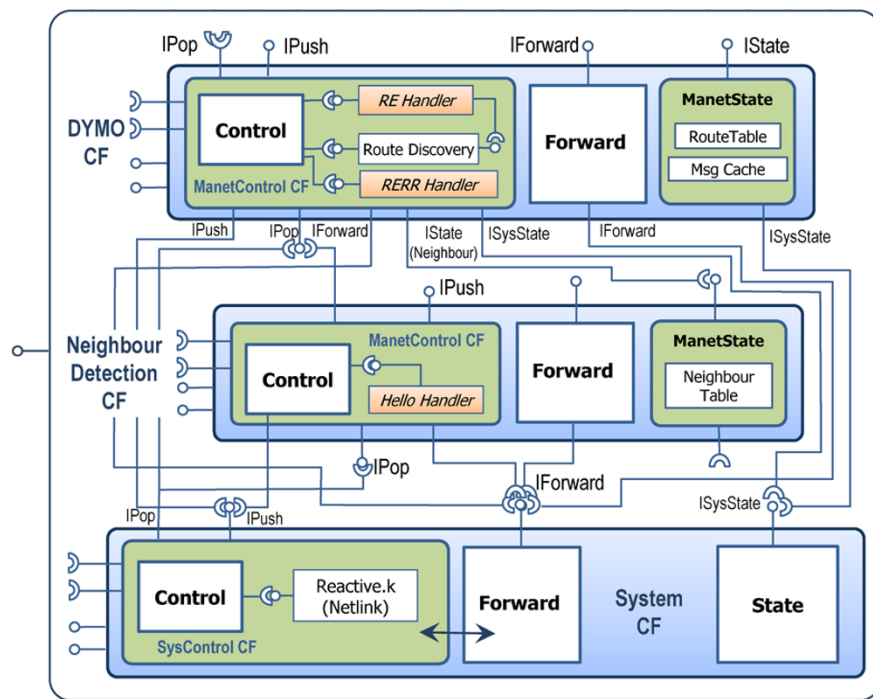 IPop
IPush
IForward
IState
DYMO
CF
Control
RE Handler
Route Discovery
RERR Handler
ManetControl CF
Forward
ManetState
RouteTable
Msg Cache
IPush
IPop
IForward
IState
(Neighbour)
ISysState
IForward
ISysState
IPush
Neighbour
Detection
CF
ManetControl CF
Control
Hello Handler
Forward
ManetState
Neighbour
Table
IPop
IForward
IPop
IPush
ISysState
Control
Reactive.k
(Netlink)
SysControl CF
Forward
System
CF
State